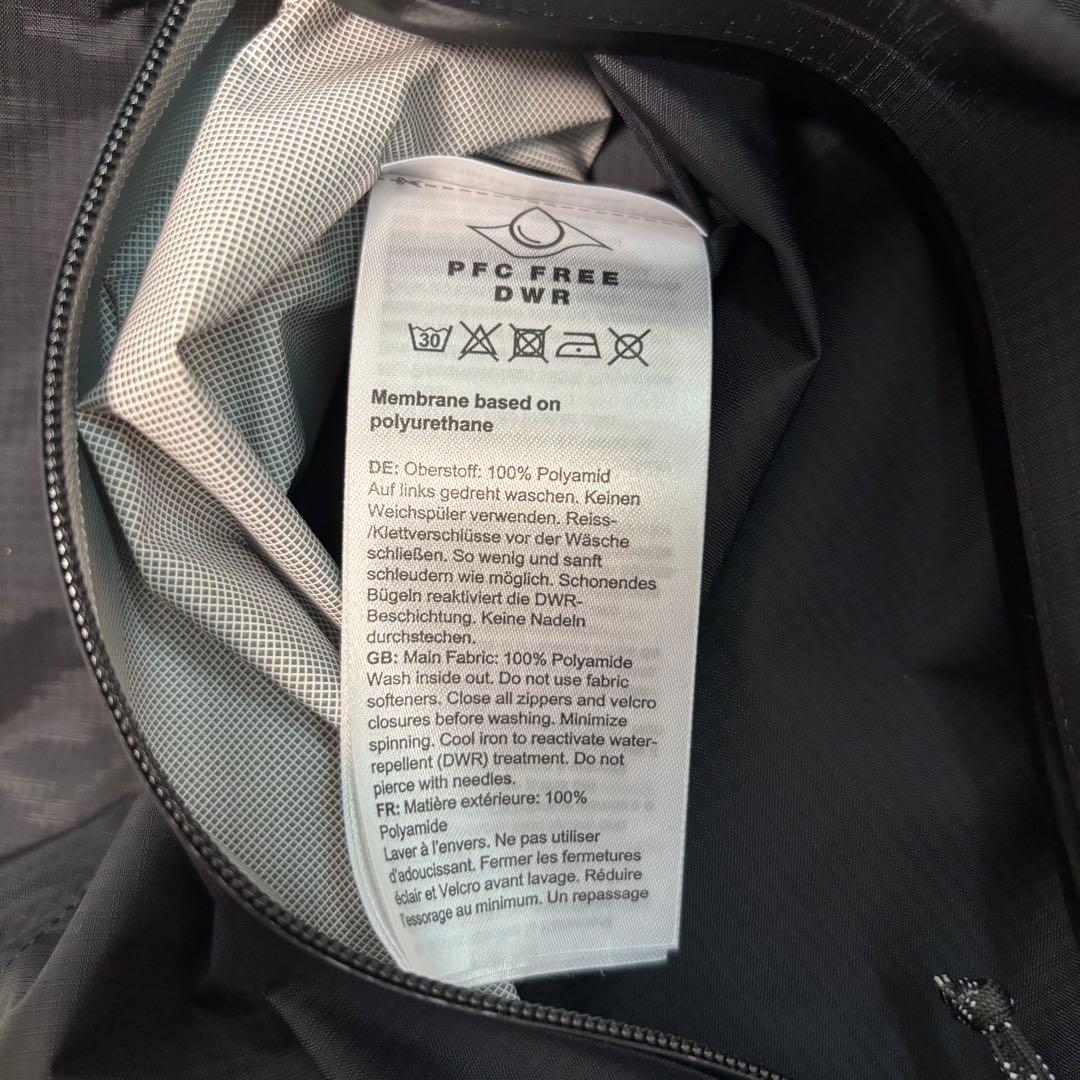 PFC FREE
DWR
30
Membrane based on
polyurethane
DE: Oberstoff: 100% Polyamid
Auf links gedreht waschen. Keinen
Weichspüler verwenden. Reiss-
/Klettverschlüsse vor der Wäsche
schließen. So wenig und sanft
schleudern wie möglich. Schonendes
Bügeln reaktiviert die DWR-
Beschichtung. Keine Nadeln
durchstechen.
GB: Main Fabric: 100% Polyamide
Wash inside out. Do not use fabric
softeners. Close all zippers and velcro
closures before washing. Minimize
spinning. Cool iron to reactivate water-
repellent (DWR) treatment. Do not
pierce with needles.
FR: Matière extérieure: 100%
Polyamide
Laver à l'envers. Ne pas utiliser
d'adoucissant. Fermer les fermetures
éclair et Velcro avant lavage. Réduire
l'essorage au minimum. Un repassage